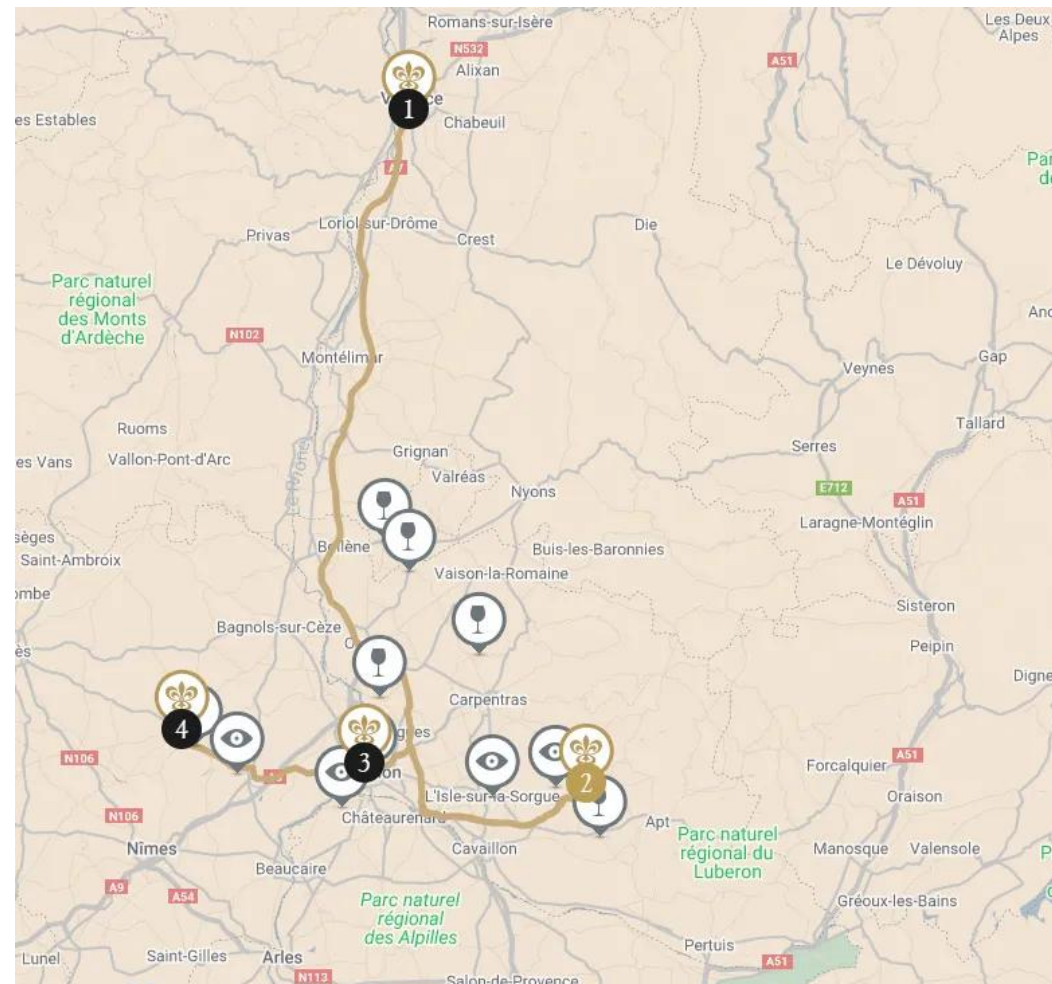 Romans-sur-Isère
Les Deux
Alpes
N532
A51
Alixan
1
es Estables
Chabeuil
A7
Loriol-sur-Drôme
Privas
Crest
Die
Le Dévoluy
Parc naturel
régional
des Monts
d'Ardèche
N102
Montélimar
Gap
Veynes
Ruoms
Tallard
Grignan
Serres
es Vans
Vallon-Pont-d'Arc
Valréas
Le Rhône
Nyons
E712
A51
Laragne-Montéglin
Bollène
Buis-les-Baronnies
Saint-Ambroix
Vaison-la-Romaine
Sisteron
Bagnols-sur-Cèze
Peipin
Digne
Carpentras
4
3
2
N106
A51
Forcalquier
L'Isle-sur-la-Sorgue
Oraison
N106
Châteaurenard
Apt
Parc naturel
régional du
Luberon
Nîmes
Cavaillon
Manosque
Valensole
Beaucaire
A9
A54
Parc naturel
régional
des Alpilles
Gréoux-les-Bains
Pertuis
Lunel
Saint-Gilles
Arles
A51
N113
Salon-de-Provence